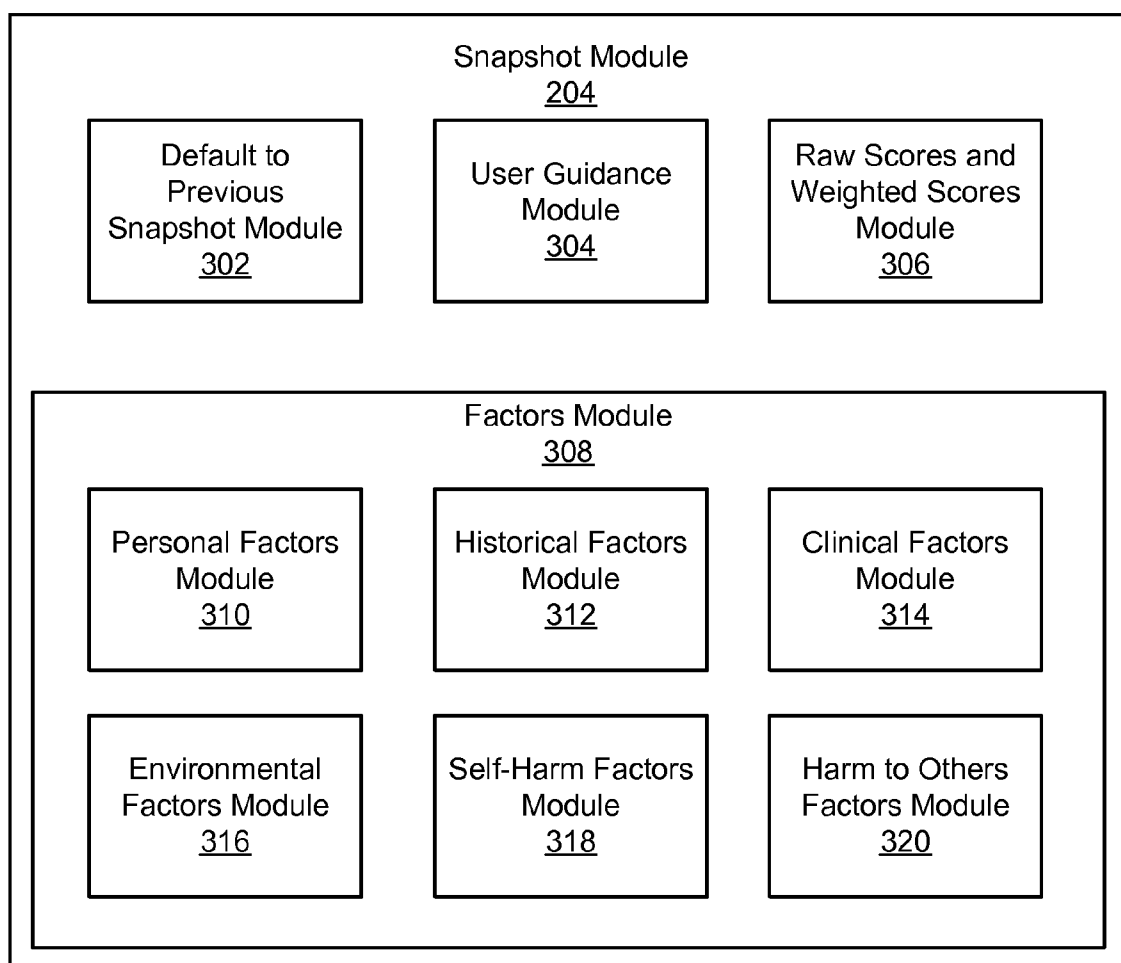 Snapshot Module
204
Default to
Previous
Snapshot Module
302
User Guidance
Module
304
Raw Scores and
Weighted Scores
Module
306
Factors Module
308
Personal Factors
Module
310
Historical Factors
Module
312
Clinical Factors
Module
314
Environmental
Factors Module
316
Self-Harm Factors
Module
318
Harm to Others
Factors Module
320